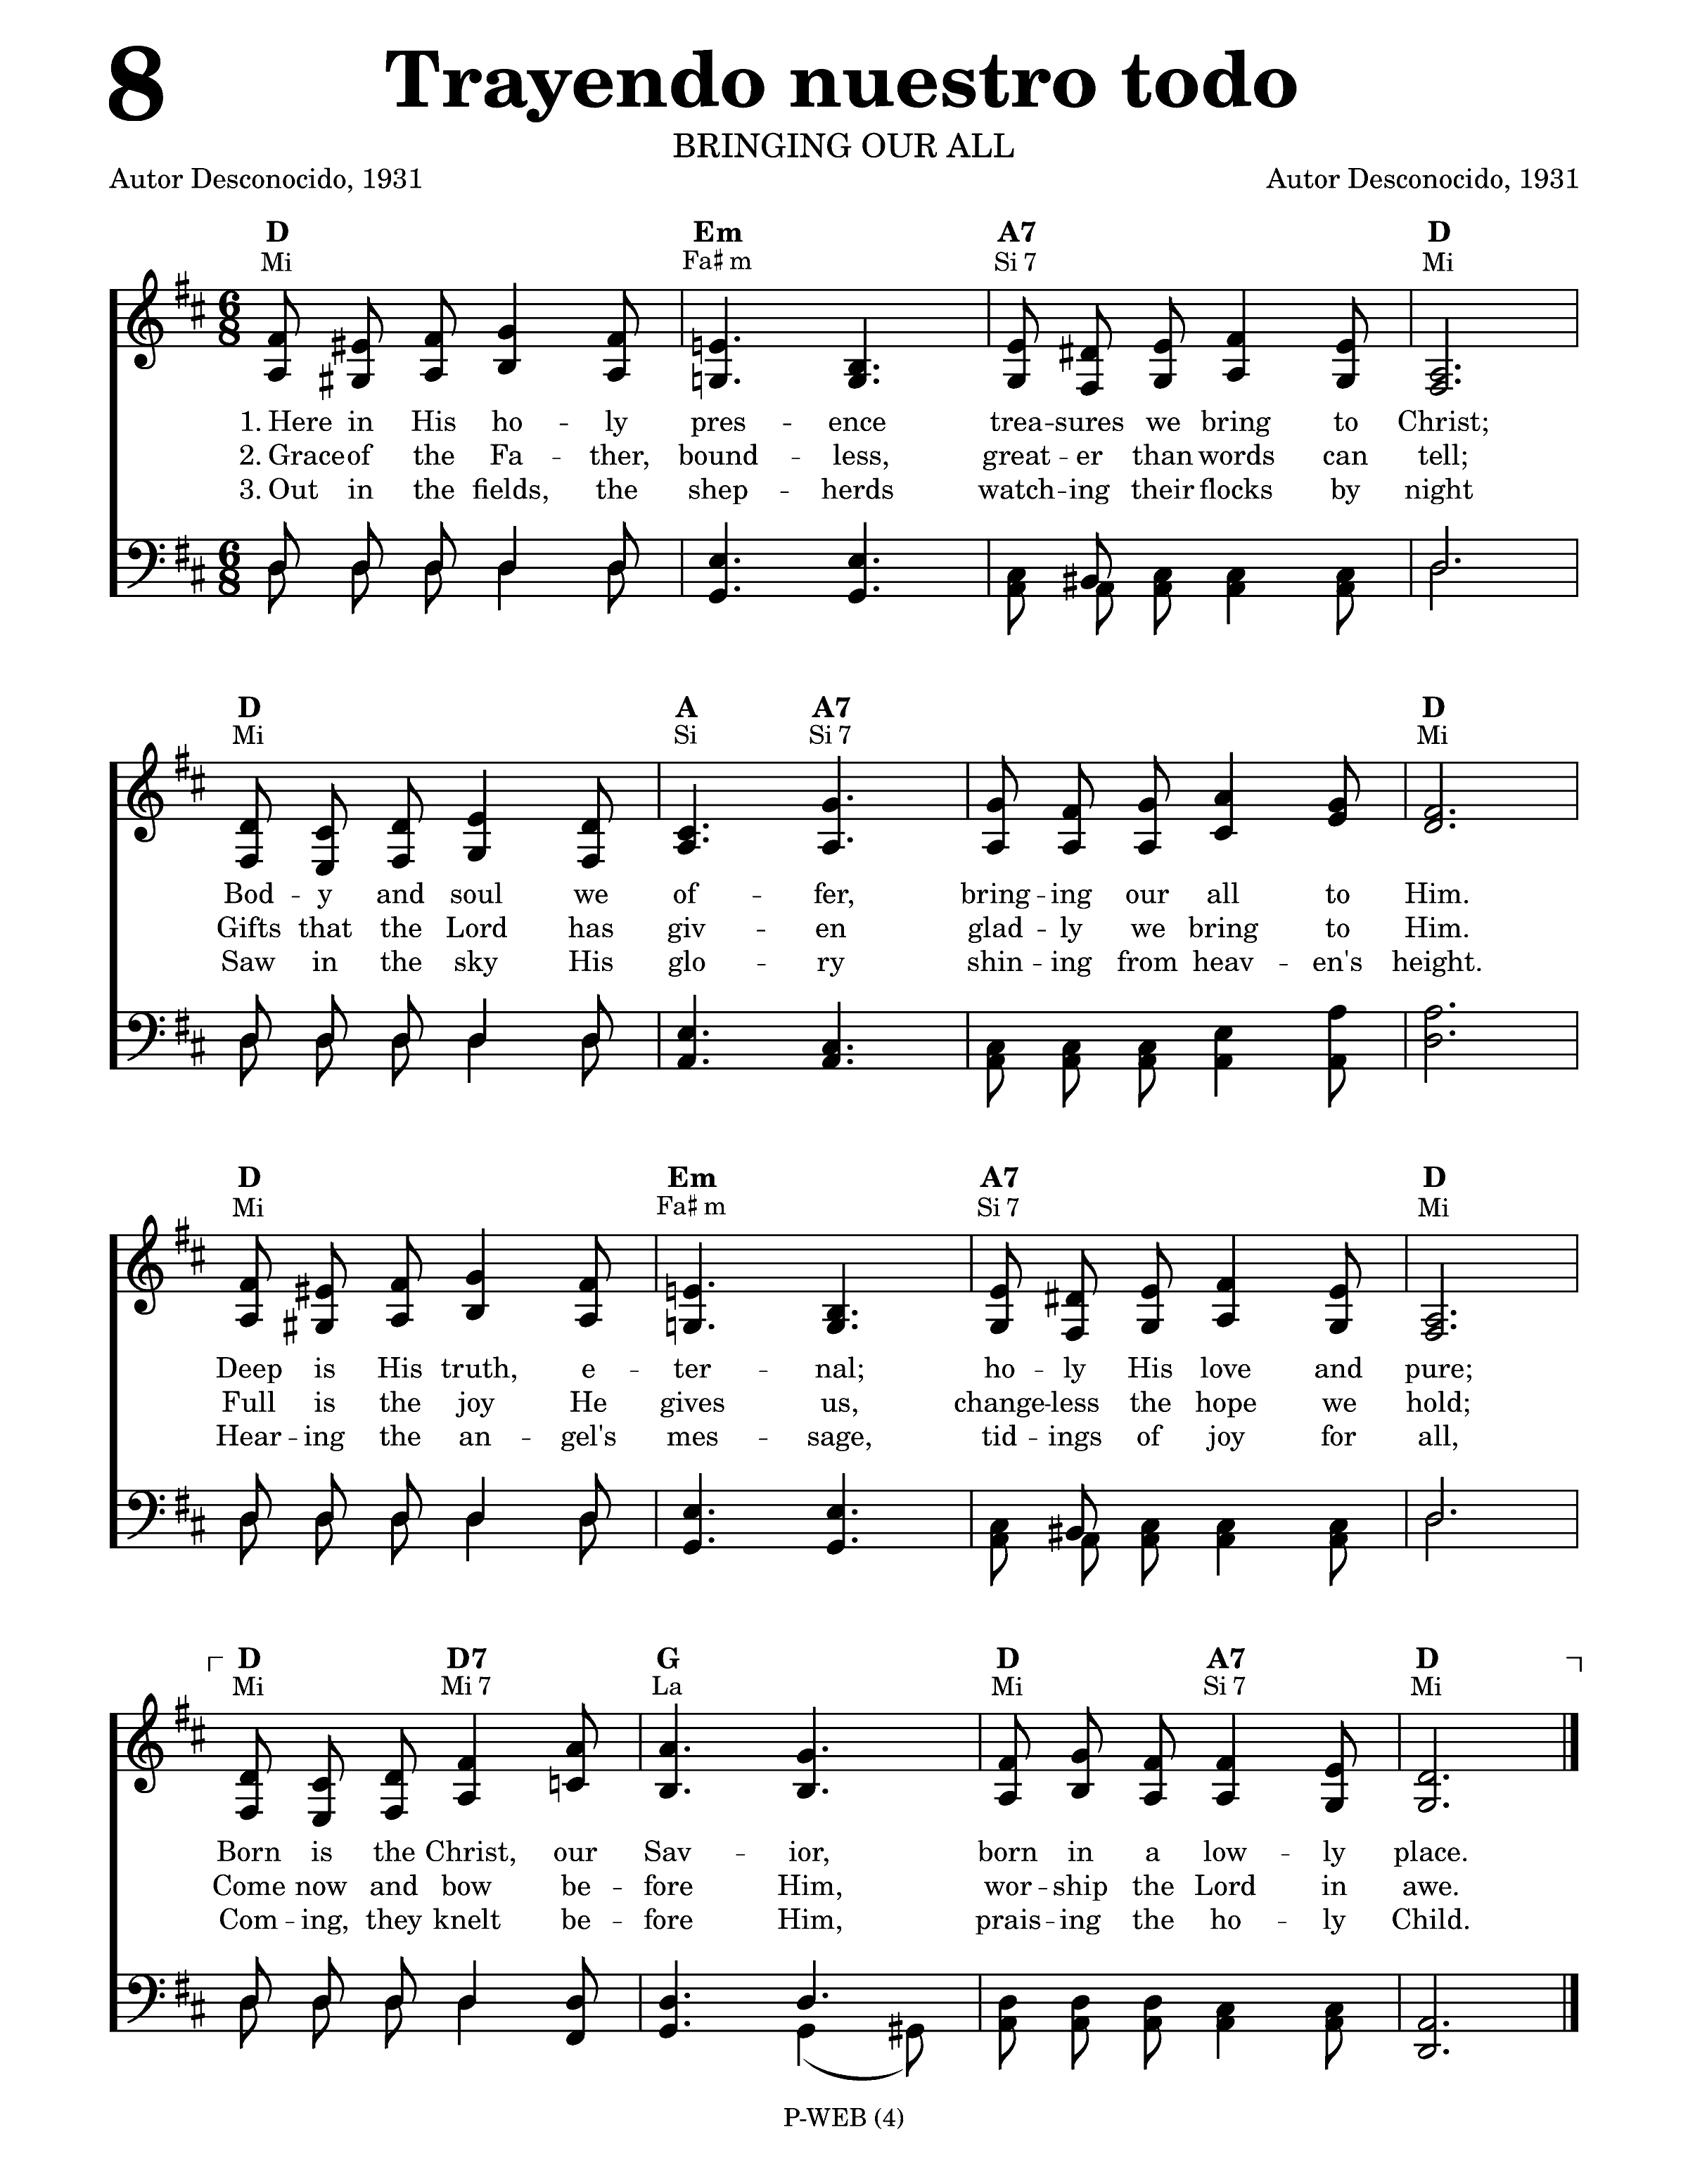 8 Trayendo nuestro todo
BRINGING OUR ALL
Autor Desconocido, 1931 Autor Desconocido, 1931
D Em A7 D
Mi Fa♯ m Si 7 Mi
6 8
1. Here in His ho -- ly pres -- ence trea -- sures we bring to Christ;
2. Grace of the Fa -- ther, bound -- less, great -- er than words can tell;
3. Out in the fields, the shep -- herds watch -- ing their flocks by night
6 8
D A A7 D
Mi Si Si 7 Mi
Bod -- y and soul we of -- fer, bring -- ing our all to Him.
Gifts that the Lord has giv -- en glad -- ly we bring to Him.
Saw in the sky His glo -- ry shin -- ing from heav -- en's height.
D Em A7 D
Mi Fa♯ m Si 7 Mi
Deep is His truth, e -- ter -- nal; ho -- ly His love and pure;
Full is the joy He gives us, change -- less the hope we hold;
Hear -- ing the an -- gel's mes -- sage, tid -- ings of joy for all,
D D7 G D A7 D
Mi Mi 7 La Mi Si 7 Mi
Born is the Christ, our Sav -- ior, born in a low -- ly place.
Come now and bow be -- fore Him, wor -- ship the Lord in awe.
Com -- ing, they knelt be -- fore Him, prais -- ing the ho -- ly Child.
P-WEB (4)